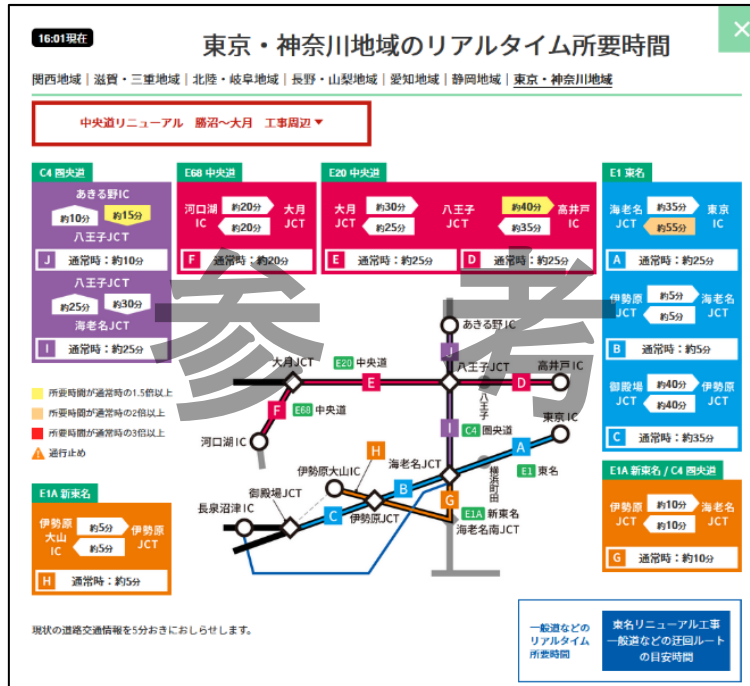 16:01現在
東京・神奈川地域のリアルタイム所要時間
関西地域｜滋賀・三重地域｜北陸・岐阜地域｜長野・山梨地域｜愛知地域｜静岡地域｜東京・神奈川地域
中央道リニューアル 勝沼～大月 工事周辺▼
C4 圏央道
あきる野IC
約10分 約15分
八王子JCT
J 通常時：約10分
八王子JCT
約25分 約30分
海老名JCT
I 通常時：約25分
E68 中央道
河口湖IC 約20分 大月JCT
約20分
F 通常時：約20分
E20 中央道
大月JCT 約30分 八王子JCT 約40分 高井戸IC
約25分 約35分
E 通常時：約25分 D 通常時：約25分
E1 東名
海老名JCT 約35分 東京IC
約55分
A 通常時：約25分
伊勢原JCT 約5分 海老名JCT
約5分
B 通常時：約5分
御殿場JCT 約40分 伊勢原JCT
約40分
C 通常時：約35分
E1A 新東名 / C4 圏央道
伊勢原JCT 約10分 海老名JCT
約10分
G 通常時：約10分
参考
所要時間が通常時の1.5倍以上
所要時間が通常時の2倍以上
所要時間が通常時の3倍以上
通行止め
E1A 新東名
伊勢原大山IC 約5分 伊勢原JCT
約5分
H 通常時：約5分
あきる野IC
J
大月JCT
E20 中央道
八王子JCT
高井戸IC
E
D
八王子
F
E68 中央道
東京IC
I
C4 圏央道
河口湖IC
H
A
海老名JCT
伊勢原大山IC
E1 東名
横浜町田
御殿場JCT
B
長泉沼津IC
G
E1A 新東名
C
伊勢原JCT
海老名南JCT
現状の道路交通情報を5分おきにおしらせします。
一般道などの
リアルタイム
所要時間
東名リニューアル工事
一般道などの迂回ルート
の目安時間